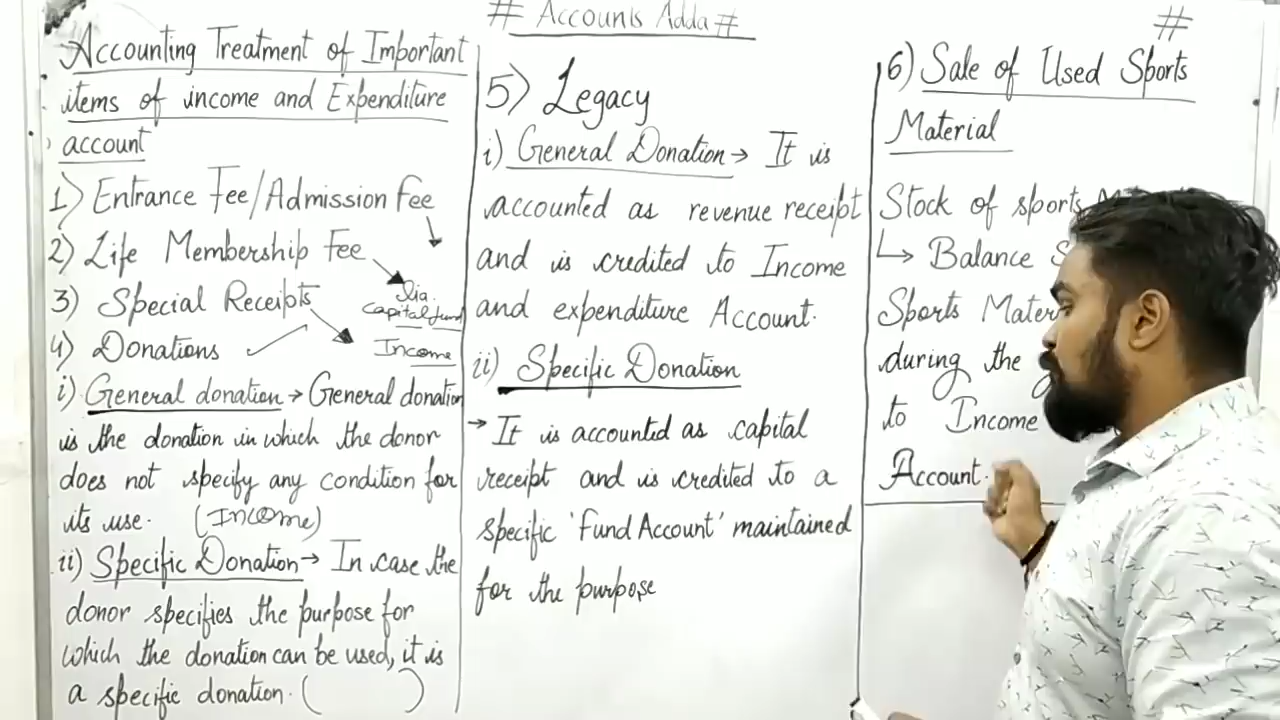 # Accounts Adda #
#
Accounting Treatment of Important
items of income and Expenditure
account
1) Entrance Fee/Admission Fee
2) Life Membership Fee
3) Special Receipts
Capital fund
4) Donations
Income
i) General donation → General donation
is the donation in which the donor
does not specify any condition for
its use. (Income)
ii) Specific Donation → In case the
donor specifies the purpose for
which the donation can be used, it is
a specific donation. ( )
5) Legacy
i) General Donation → It is
accounted as revenue receipt
and is credited to Income
and expenditure Account.
ii) Specific Donation
→ It is accounted as capital
receipt and is credited to a
specific 'Fund Account' maintained
for the purpose
6) Sale of Used Sports
Material
Stock of sports
↳ Balance
Sports
during the
to Income
Account.